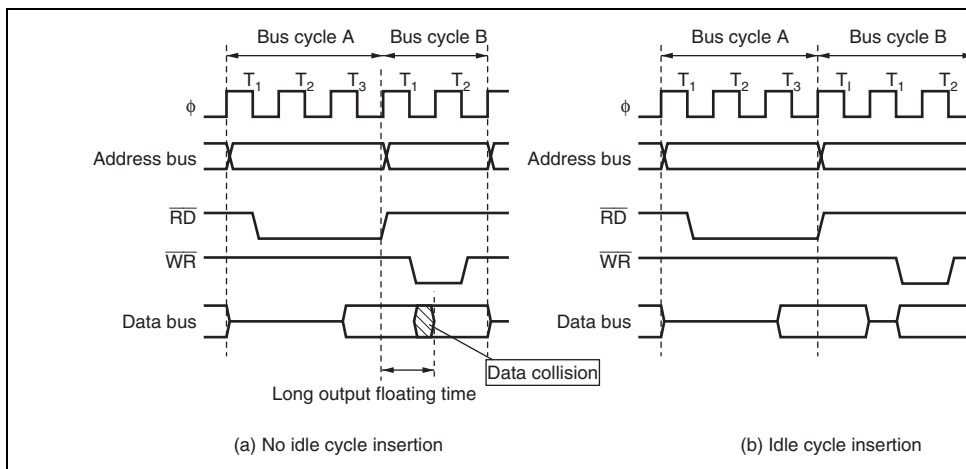 Bus cycle A Bus cycle B
T1 T2 T3 T1 T2
φ
Address bus
RD
WR
Data bus
Data collision
Long output floating time
(a) No idle cycle insertion
Bus cycle A Bus cycle B
T1 T2 T3 TI T1 T2
φ
Address bus
RD
WR
Data bus
(b) Idle cycle insertion